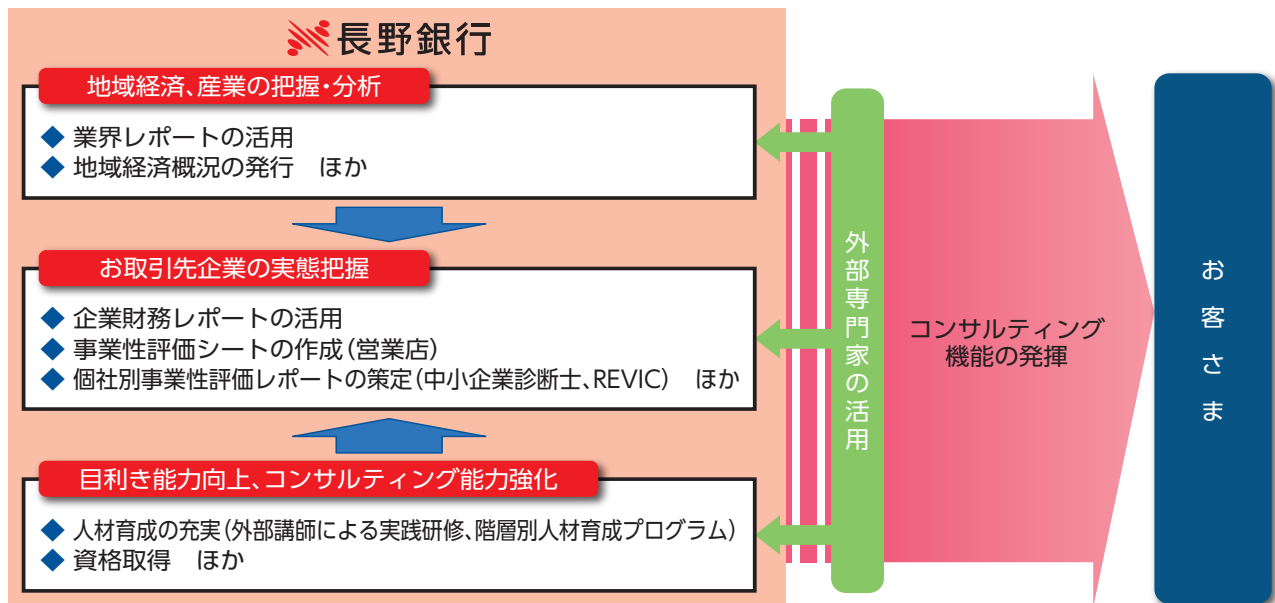 長野銀行
地域経済、産業の把握・分析
◆ 業界レポートの活用
◆ 地域経済概況の発行　ほか
お取引先企業の実態把握
◆ 企業財務レポートの活用
◆ 事業性評価シートの作成(営業店)
◆ 個社別事業性評価レポートの策定(中小企業診断士、REVIC)　ほか
目利き能力向上、コンサルティング能力強化
◆ 人材育成の充実(外部講師による実践研修、階層別人材育成プログラム)
◆ 資格取得　ほか
外部専門家の活用
コンサルティング
機能の発揮
お客さま